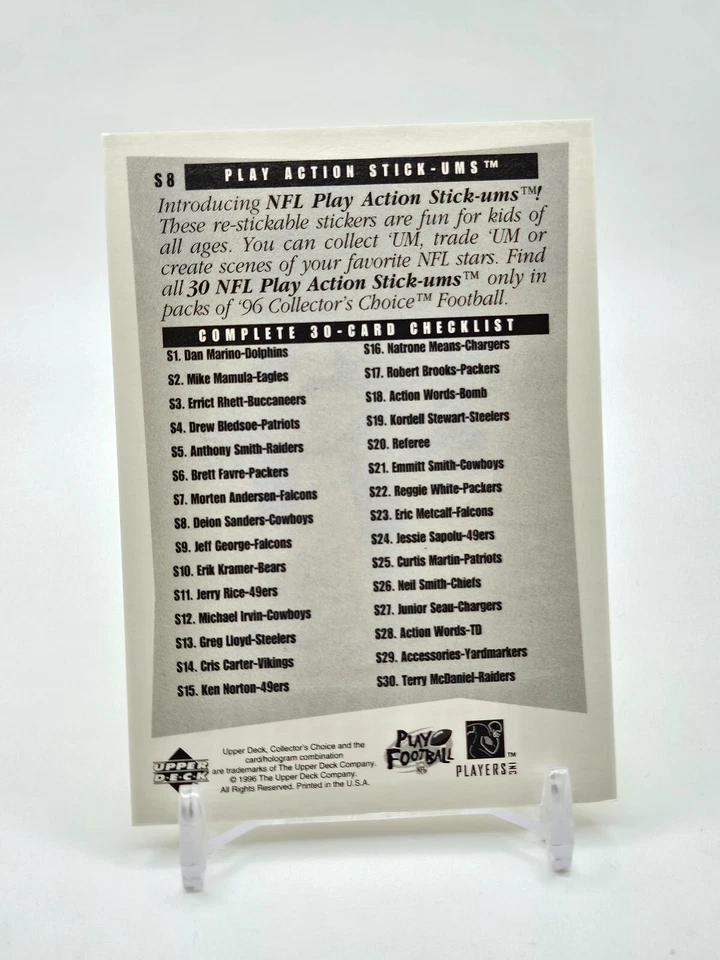 S8 PLAY ACTION STICK-UMS™
Introducing NFL Play Action Stick-ums™!
These re-stickable stickers are fun for kids of
all ages. You can collect 'UM, trade 'UM or
create scenes of your favorite NFL stars. Find
all 30 NFL Play Action Stick-ums™ only in
packs of '96 Collector's Choice™ Football.
COMPLETE 30-CARD CHECKLIST
S1. Dan Marino-Dolphins
S2. Mike Mamula-Eagles
S3. Errict Rhett-Buccaneers
S4. Drew Bledsoe-Patriots
S5. Anthony Smith-Raiders
S6. Brett Favre-Packers
S7. Morten Andersen-Falcons
S8. Deion Sanders-Cowboys
S9. Jeff George-Falcons
S10. Erik Kramer-Bears
S11. Jerry Rice-49ers
S12. Michael Irvin-Cowboys
S13. Greg Lloyd-Steelers
S14. Cris Carter-Vikings
S15. Ken Norton-49ers
S16. Natrone Means-Chargers
S17. Robert Brooks-Packers
S18. Action Words-Bomb
S19. Kordell Stewart-Steelers
S20. Referee
S21. Emmitt Smith-Cowboys
S22. Reggie White-Packers
S23. Eric Metcalf-Falcons
S24. Jessie Sapolu-49ers
S25. Curtis Martin-Patriots
S26. Neil Smith-Chiefs
S27. Junior Seau-Chargers
S28. Action Words-TD
S29. Accessories-Yardmarkers
S30. Terry McDaniel-Raiders
UPPER
DECK
Upper Deck, Collector's Choice and the
card/hologram combination
are trademarks of The Upper Deck Company.
© 1996 The Upper Deck Company.
All Rights Reserved. Printed in the U.S.A.
PLAY
FOOTBALL
NFL
PLAYERS INC ™